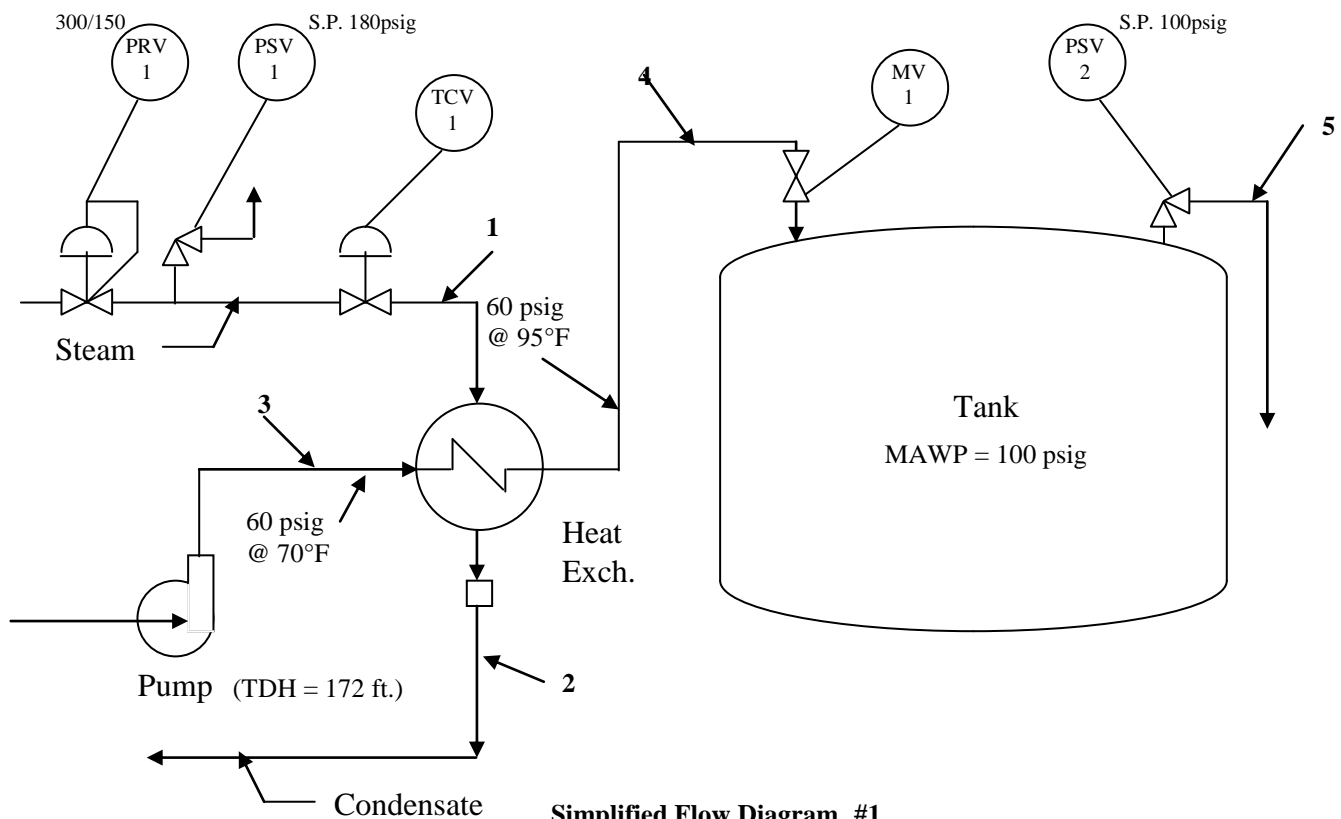 300/150
S.P. 180psig
S.P. 100psig
PRV
1
PSV
1
TCV
1
4
MV
1
PSV
2
5
1
60 psig
@ 95°F
Steam
3
Tank
MAWP = 100 psig
60 psig
@ 70°F
Heat
Exch.
Pump (TDH = 172 ft.)
2
Condensate
Simplified Flow Diagram #1